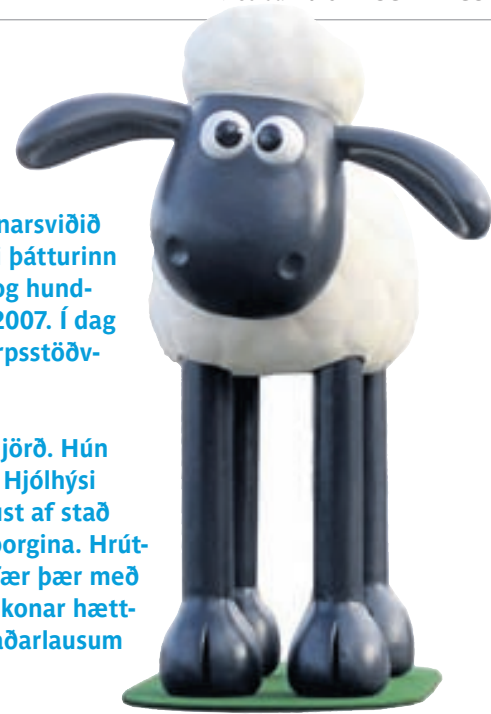 narsviðið
þátturinn
og hund-
2007. Í dag
rpsstöðv-
jörð. Hún
Hjólhýsi
ust af stað
borgina. Hrút-
fær þær með
konar hætt-
aðarlausum